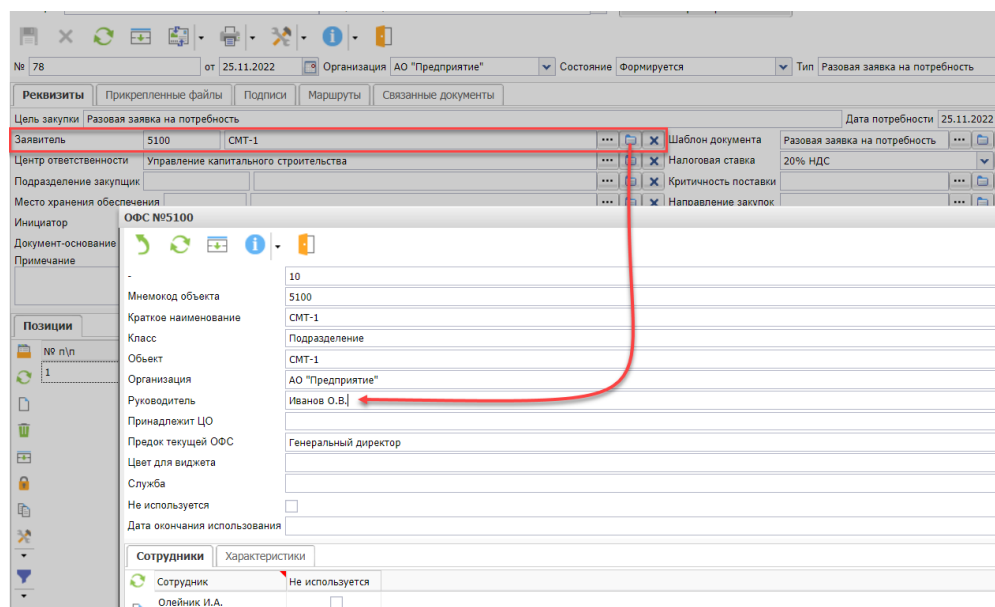 № 78 от 25.11.2022 Организация АО "Предприятие" Состояние Формируется Тип Разовая заявка на потребность
Реквизиты Прикрепленные файлы Подписи Маршруты Связанные документы
Цель закупки Разовая заявка на потребность Дата потребности 25.11.2022
Заявитель 5100 СМТ-1 Шаблон документа Разовая заявка на потребность
Центр ответственности Управление капитального строительства Налоговая ставка 20% НДС
Подразделение закупщик Критичность поставки
Место хранения обеспечения Направление закупок
Инициатор
Документ-основание
Примечание
Позиции
№ п\п
1
ОФС №5100
- 10
Мнемокод объекта 5100
Краткое наименование СМТ-1
Класс Подразделение
Обьект СМТ-1
Организация АО "Предприятие"
Руководитель Иванов О.В.
Принадлежит ЦО
Предок текущей ОФС Генеральный директор
Цвет для виджета
Служба
Не используется
Дата окончания использования
Сотрудники Характеристики
Сотрудник Не используется
Олейник И.А.